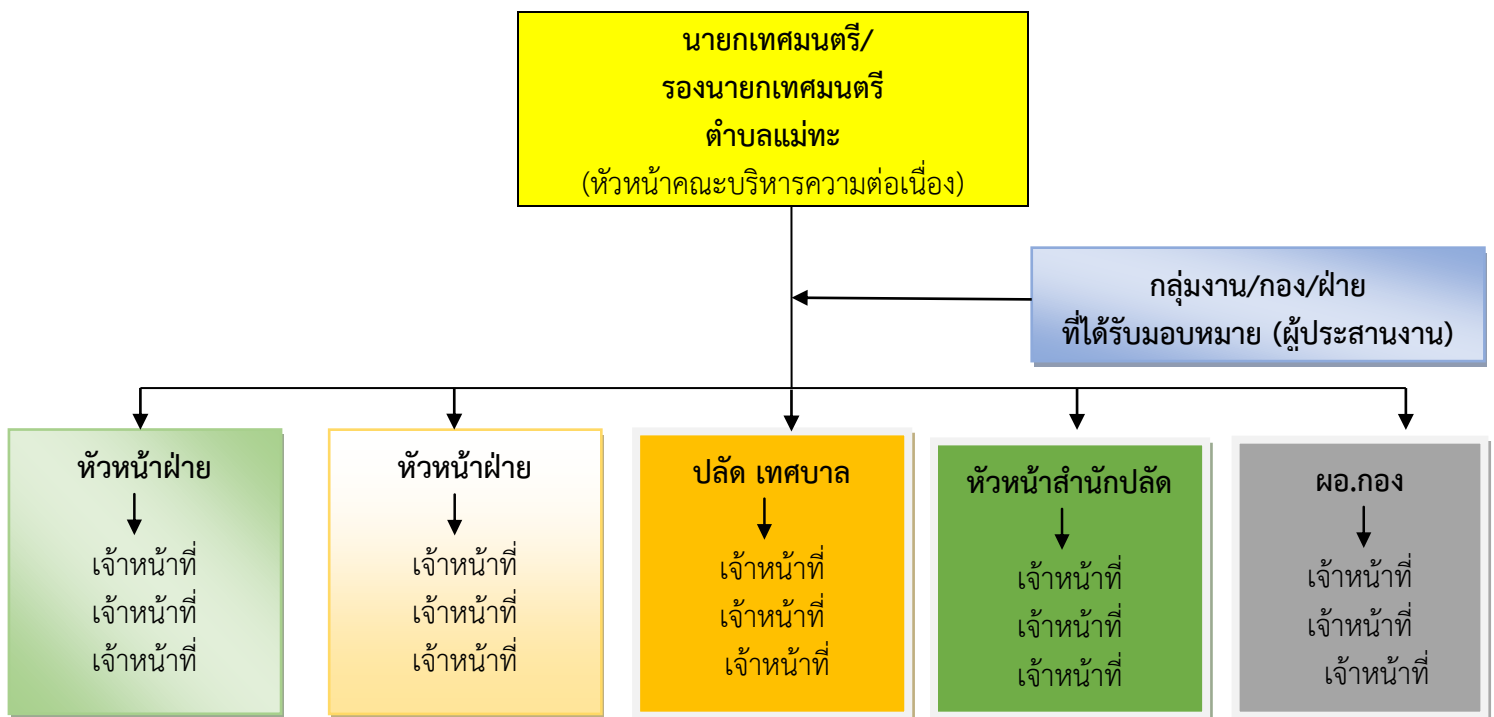 นายกเทศมนตรี/
รองนายกเทศมนตรี
ตำบลแม่ทะ
(หัวหน้าคณะบริหารความต่อเนื่อง)
กลุ่มงาน/กอง/ฝ่าย
ที่ได้รับมอบหมาย (ผู้ประสานงาน)
หัวหน้าฝ่าย
เจ้าหน้าที่
เจ้าหน้าที่
เจ้าหน้าที่
หัวหน้าฝ่าย
เจ้าหน้าที่
เจ้าหน้าที่
เจ้าหน้าที่
ปลัด เทศบาล
เจ้าหน้าที่
เจ้าหน้าที่
เจ้าหน้าที่
หัวหน้าสำนักปลัด
เจ้าหน้าที่
เจ้าหน้าที่
เจ้าหน้าที่
ผอ.กอง
เจ้าหน้าที่
เจ้าหน้าที่
เจ้าหน้าที่